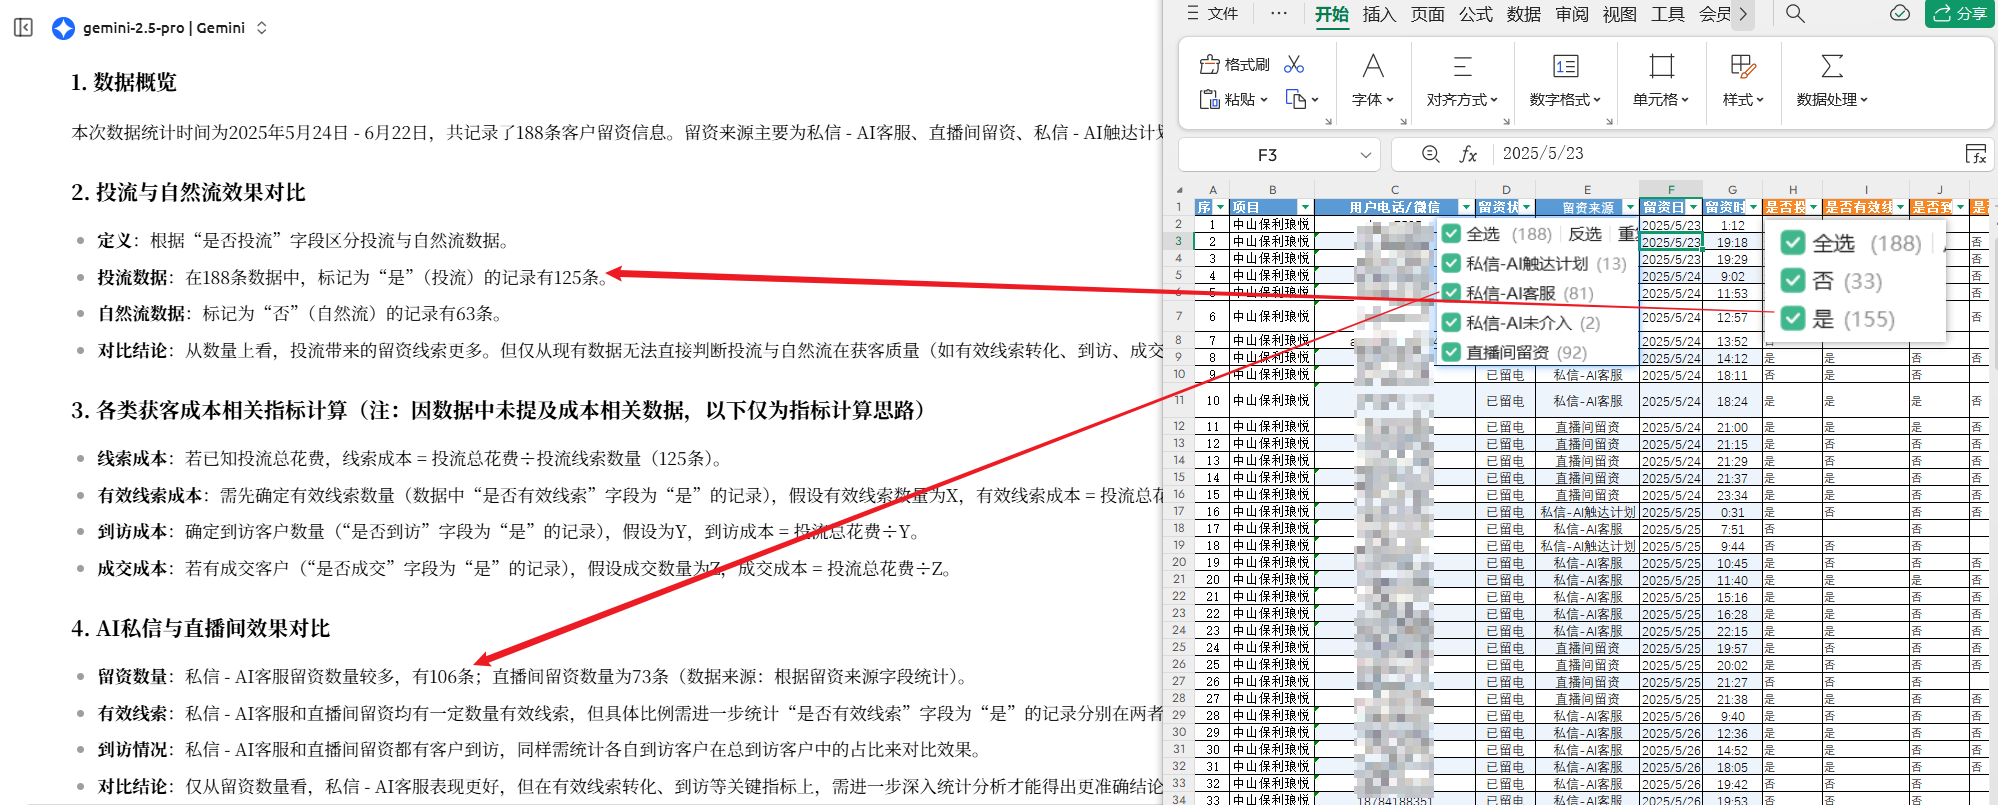 gemini-2.5-pro | Gemini
1. 数据概览
本次数据统计时间为2025年5月24日 - 6月22日，共记录了188条客户留资信息。留资来源主要为私信 - AI客服、直播间留资、私信 - AI触达计划
2. 投流与自然流效果对比
定义：根据“是否投流”字段区分投流与自然流数据。
投流数据：在188条数据中，标记为“是”（投流）的记录有125条。
自然流数据：标记为“否”（自然流）的记录有63条。
对比结论：从数量上看，投流带来的留资线索更多。但仅从现有数据无法直接判断投流与自然流在获客质量（如有效线索转化、到访、成交
3. 各类获客成本相关指标计算（注：因数据中未提及成本相关数据，以下仅为指标计算思路）
线索成本：若已知投流总花费，线索成本 = 投流总花费÷投流线索数量（125条）。
有效线索成本：需先确定有效线索数量（数据中“是否有效线索”字段为“是”的记录），假设有效线索数量为X，有效线索成本 = 投流总花
到访成本：确定到访客户数量（“是否到访”字段为“是”的记录），假设为Y，到访成本 = 投流总花费÷Y。
成交成本：若有成交客户（“是否成交”字段为“是”的记录），假设成交数量为Z，成交成本 = 投流总花费÷Z。
4. AI私信与直播间效果对比
留资数量：私信 - AI客服留资数量较多，有106条；直播间留资数量为73条（数据来源：根据留资来源字段统计）。
有效线索：私信 - AI客服和直播间留资均有一定数量有效线索，但具体比例需进一步统计“是否有效线索”字段为“是”的记录分别在两者
到访情况：私信 - AI客服和直播间留资都有客户到访，同样需统计各自到访客户在总到访客户中的占比来对比效果。
对比结论：仅从留资数量看，私信 - AI客服表现更好，但在有效线索转化、到访等关键指标上，需进一步深入统计分析才能得出更准确结论
文件 ··· 开始 插入 页面 公式 数据 审阅 视图 工具 会员 分享
格式刷
粘贴 字体 对齐方式 数字格式 单元格 样式 数据处理
F3 fx 2025/5/23
A B C D E F G H I J
1 序 项目 用户电话/微信 留资状 留资来源 留资日 留资时 是否投 是否有效线 是否到
2 1 中山保利琅悦 2025/5/23 1:12
3 2 中山保利琅悦 2025/5/23 19:18 否
4 3 中山保利琅悦 2025/5/23 19:29 否
5 4 中山保利琅悦 2025/5/24 9:02 否
6 5 中山保利琅悦 2025/5/24 11:53
7 6 中山保利琅悦 2025/5/24 12:57 否
8 7 中山保利琅悦 2025/5/24 13:52
全选 (188) 反选
私信-AI触达计划 (13)
私信-AI客服 (81)
私信-AI未介入 (2)
直播间留资 (92)
全选 (188)
否 (33)
是 (155)
9 8 中山保利琅悦 2025/5/24 14:12 是 是 否 否
10 9 中山保利琅悦 已留电 私信-AI客服 2025/5/24 18:11 否 是 否
11 10 中山保利琅悦 已留电 私信-AI客服 2025/5/24 18:24 是 是 是 否
12 11 中山保利琅悦 已留电 直播间留资 2025/5/24 21:00 是 是 是 否
13 12 中山保利琅悦 已留电 直播间留资 2025/5/24 21:15 是 否 否 否
14 13 中山保利琅悦 已留电 直播间留资 2025/5/24 21:29 是 否 否 否
15 14 中山保利琅悦 已留电 直播间留资 2025/5/24 21:37 是 否 否 否
16 15 中山保利琅悦 已留电 直播间留资 2025/5/24 23:34 是 否 否 否
17 16 中山保利琅悦 已留电 私信-AI触达计划 2025/5/25 0:31 是 否 否 否
18 17 中山保利琅悦 已留电 私信-AI客服 2025/5/25 7:51 否 否
19 18 中山保利琅悦 已留电 私信-AI触达计划 2025/5/25 9:44 否 否 否
20 19 中山保利琅悦 已留电 私信-AI客服 2025/5/25 10:45 是 否 否 否
21 20 中山保利琅悦 已留电 私信-AI客服 2025/5/25 11:40 是 是 是 否
22 21 中山保利琅悦 已留电 私信-AI客服 2025/5/25 15:16 是 否 否 否
23 22 中山保利琅悦 已留电 私信-AI客服 2025/5/25 16:28 是 是 否 否
24 23 中山保利琅悦 已留电 私信-AI客服 2025/5/25 22:15 是 是 否 否
25 24 中山保利琅悦 已留电 直播间留资 2025/5/25 19:57 是 否 否 否
26 25 中山保利琅悦 已留电 直播间留资 2025/5/25 20:02 是 否 否 否
27 26 中山保利琅悦 已留电 直播间留资 2025/5/25 21:27 否 否 否
28 27 中山保利琅悦 已留电 直播间留资 2025/5/25 21:38 是 否 否 否
29 28 中山保利琅悦 已留电 私信-AI客服 2025/5/26 9:40 是 否 否 否
30 29 中山保利琅悦 已留电 私信-AI客服 2025/5/26 12:36 是 是 否 否
31 30 中山保利琅悦 已留电 私信-AI客服 2025/5/26 14:52 是 是 否 否
32 31 中山保利琅悦 已留电 私信-AI客服 2025/5/26 18:05 是 是 否 否
33 32 中山保利琅悦 已留电 私信-AI客服 2025/5/26 19:42 否 否 否
34 33 中山保利琅悦 18784188351 已留电 私信-AI客服 2025/5/26 19:53 否 否 否 否